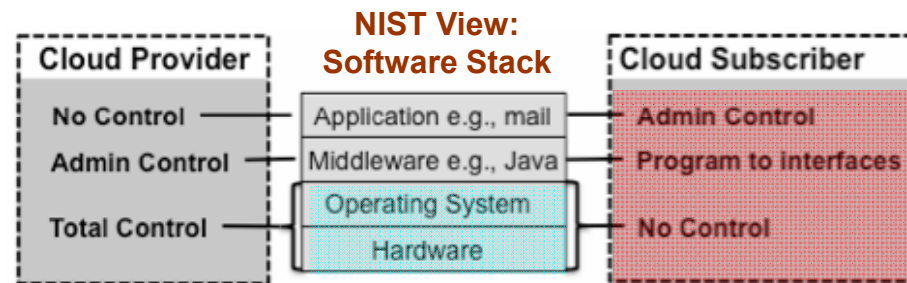 NIST View:
Software Stack
Cloud Provider
Cloud Subscriber
No Control
Application e.g., mail
Admin Control
Admin Control
Middleware e.g., Java
Program to Interfaces
Total Control
Operating System
Hardware
No Control